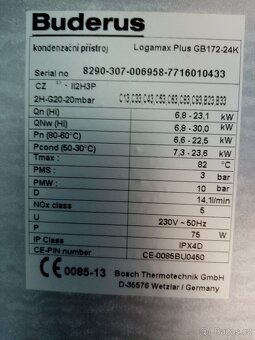 Buderus
kondenzační přístroj Logamax Plus GB172-24K
Serial no 8290-307-006958-7716010433
CZ II2H3P
2H-G20-20mbar C13,C33,C43,C53,C63,C83,C93,B23,B33
Qn (Hi) 6,8 - 23,1 kW
QNw (Hi) 6,8 - 30,0 kW
Pn (80-60°C) 6,6 - 22,5 kW
Pcond (50-30°C) 7,3 - 23,6 kW
Tmax : 82 °C
PMS : 3 bar
PMW : 10 bar
D 14.1l/min
NOx class 5
U 230V ~ 50Hz
P 75 W
IP Class IPX4D
CE-PIN number CE-0085BU0450
CE 0085-13 Bosch Thermotechnik GmbH
D-35576 Wetzlar / Germany